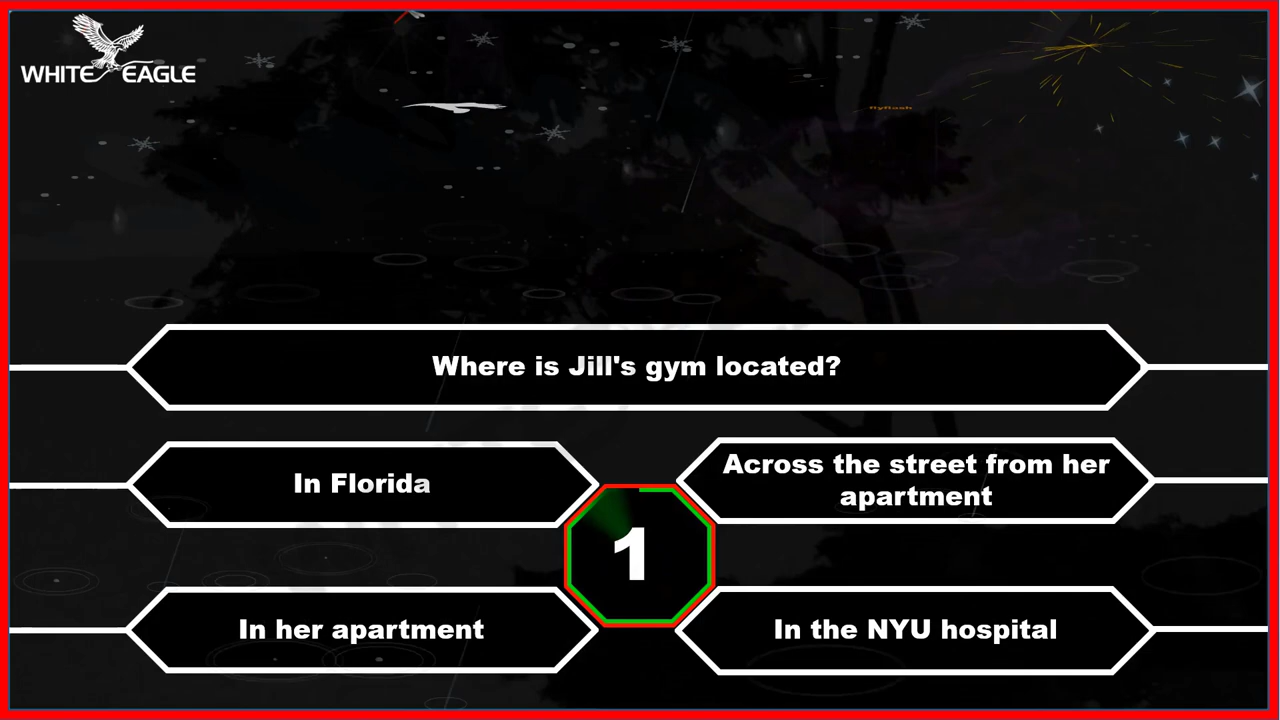 WHITE EAGLE
Where is Jill's gym located?
In Florida
Across the street from her
apartment
1
In her apartment
In the NYU hospital